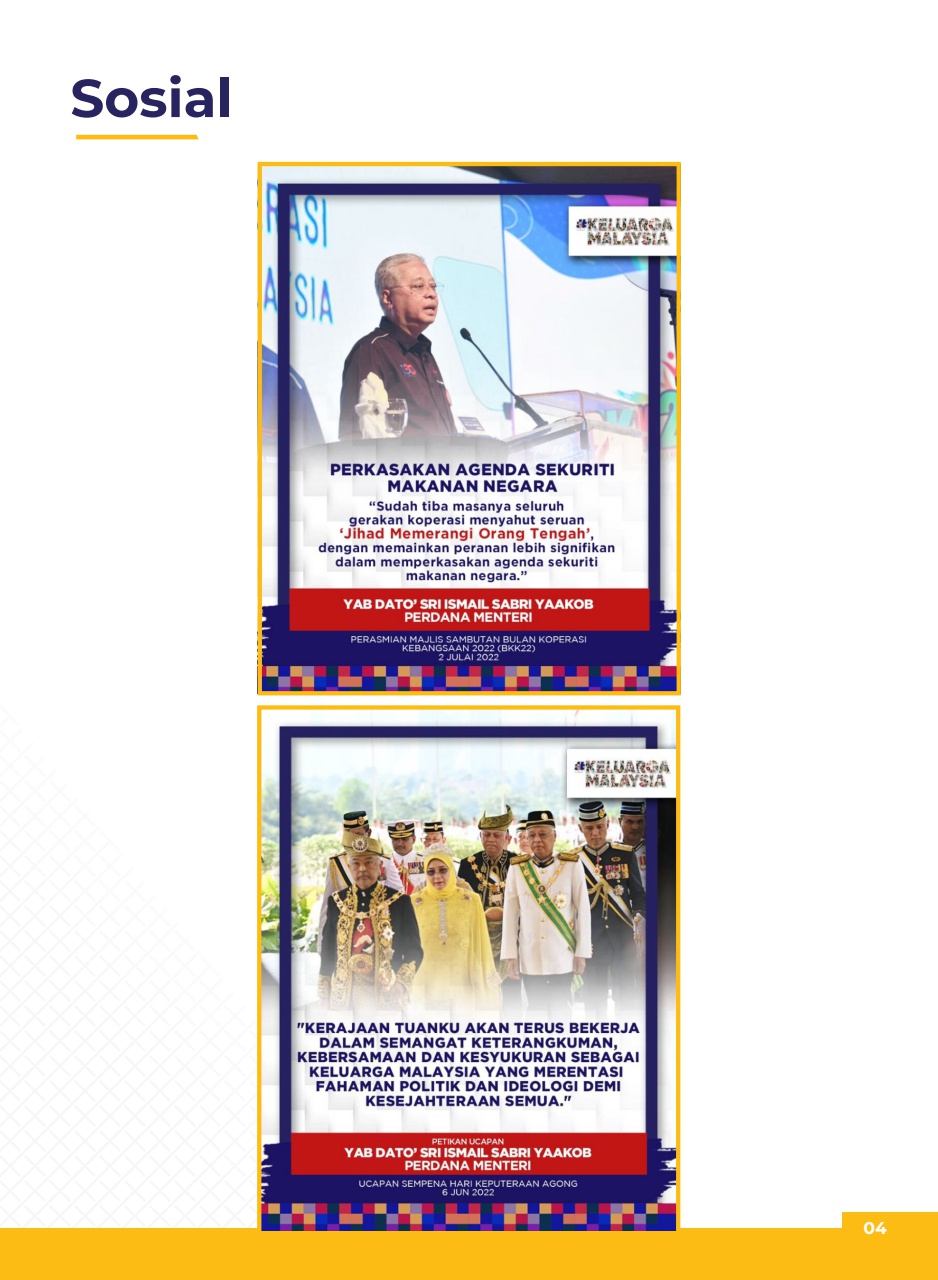 Sosial
RASI
AYSIA
#KELUARGA
MALAYSIA
PERKASAKAN AGENDA SEKURITI
MAKANAN NEGARA
“Sudah tiba masanya seluruh
gerakan koperasi menyahut seruan
‘Jihad Memerangi Orang Tengah’,
dengan memainkan peranan lebih signifikan
dalam memperkasakan agenda sekuriti
makanan negara.”
YAB DATO’ SRI ISMAIL SABRI YAAKOB
PERDANA MENTERI
PERASMIAN MAJLIS SAMBUTAN BULAN KOPERASI
KEBANGSAAN 2022 (BKK22)
2 JULAI 2022
#KELUARGA
MALAYSIA
"KERAJAAN TUANKU AKAN TERUS BEKERJA
DALAM SEMANGAT KETERANGKUMAN,
KEBERSAMAAN DAN KESYUKURAN SEBAGAI
KELUARGA MALAYSIA YANG MERENTASI
FAHAMAN POLITIK DAN IDEOLOGI DEMI
KESEJAHTERAAN SEMUA."
PETIKAN UCAPAN
YAB DATO’ SRI ISMAIL SABRI YAAKOB
PERDANA MENTERI
UCAPAN SEMPENA HARI KEPUTERAAN AGONG
6 JUN 2022
04